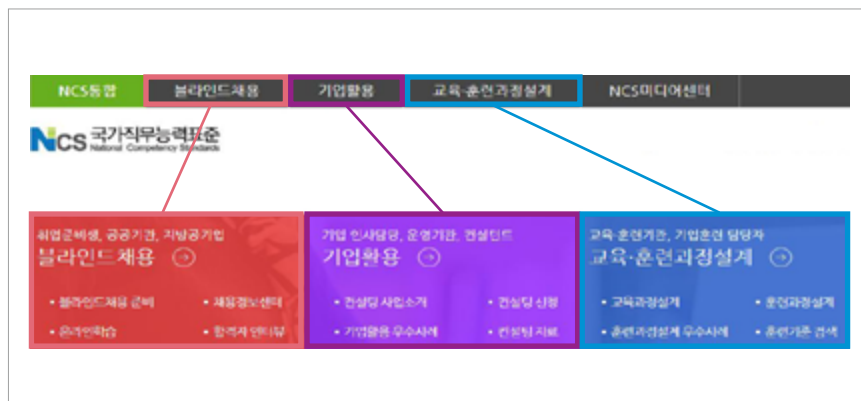 NCS통합 블라인드채용 기업활용 교육·훈련과정설계 NCS미디어센터
NCS 국가직무능력표준
National Competency Standards
취업준비생, 공공기관, 지방공기업
블라인드채용
• 블라인드채용 준비 • 채용정보센터
• 온라인학습 • 합격자 인터뷰
기업 인사담당, 운영기관, 컨설턴트
기업활용
• 컨설팅 사업소개 • 컨설팅 신청
• 기업활용 우수사례 • 컨설팅 자료
교육·훈련기관, 기업훈련 담당자
교육·훈련과정설계
• 교육과정설계 • 훈련과정설계
• 훈련과정설계 우수사례 • 훈련기준 검색